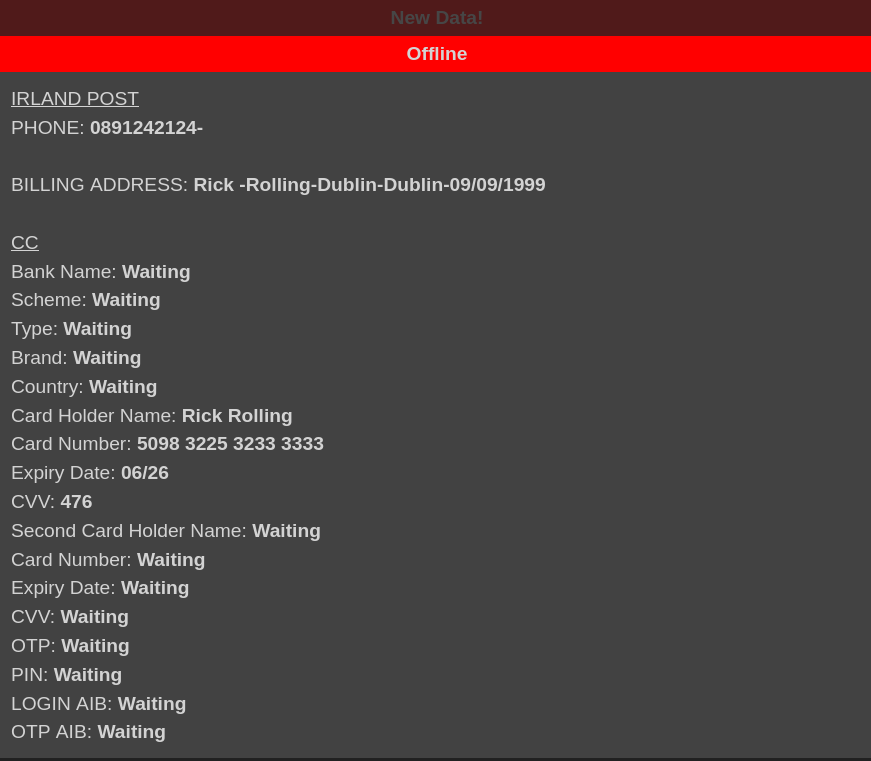 New Data!
Offline
IRLAND POST
PHONE: 0891242124-
BILLING ADDRESS: Rick -Rolling-Dublin-Dublin-09/09/1999
CC
Bank Name: Waiting
Scheme: Waiting
Type: Waiting
Brand: Waiting
Country: Waiting
Card Holder Name: Rick Rolling
Card Number: 5098 3225 3233 3333
Expiry Date: 06/26
CVV: 476
Second Card Holder Name: Waiting
Card Number: Waiting
Expiry Date: Waiting
CVV: Waiting
OTP: Waiting
PIN: Waiting
LOGIN AIB: Waiting
OTP AIB: Waiting